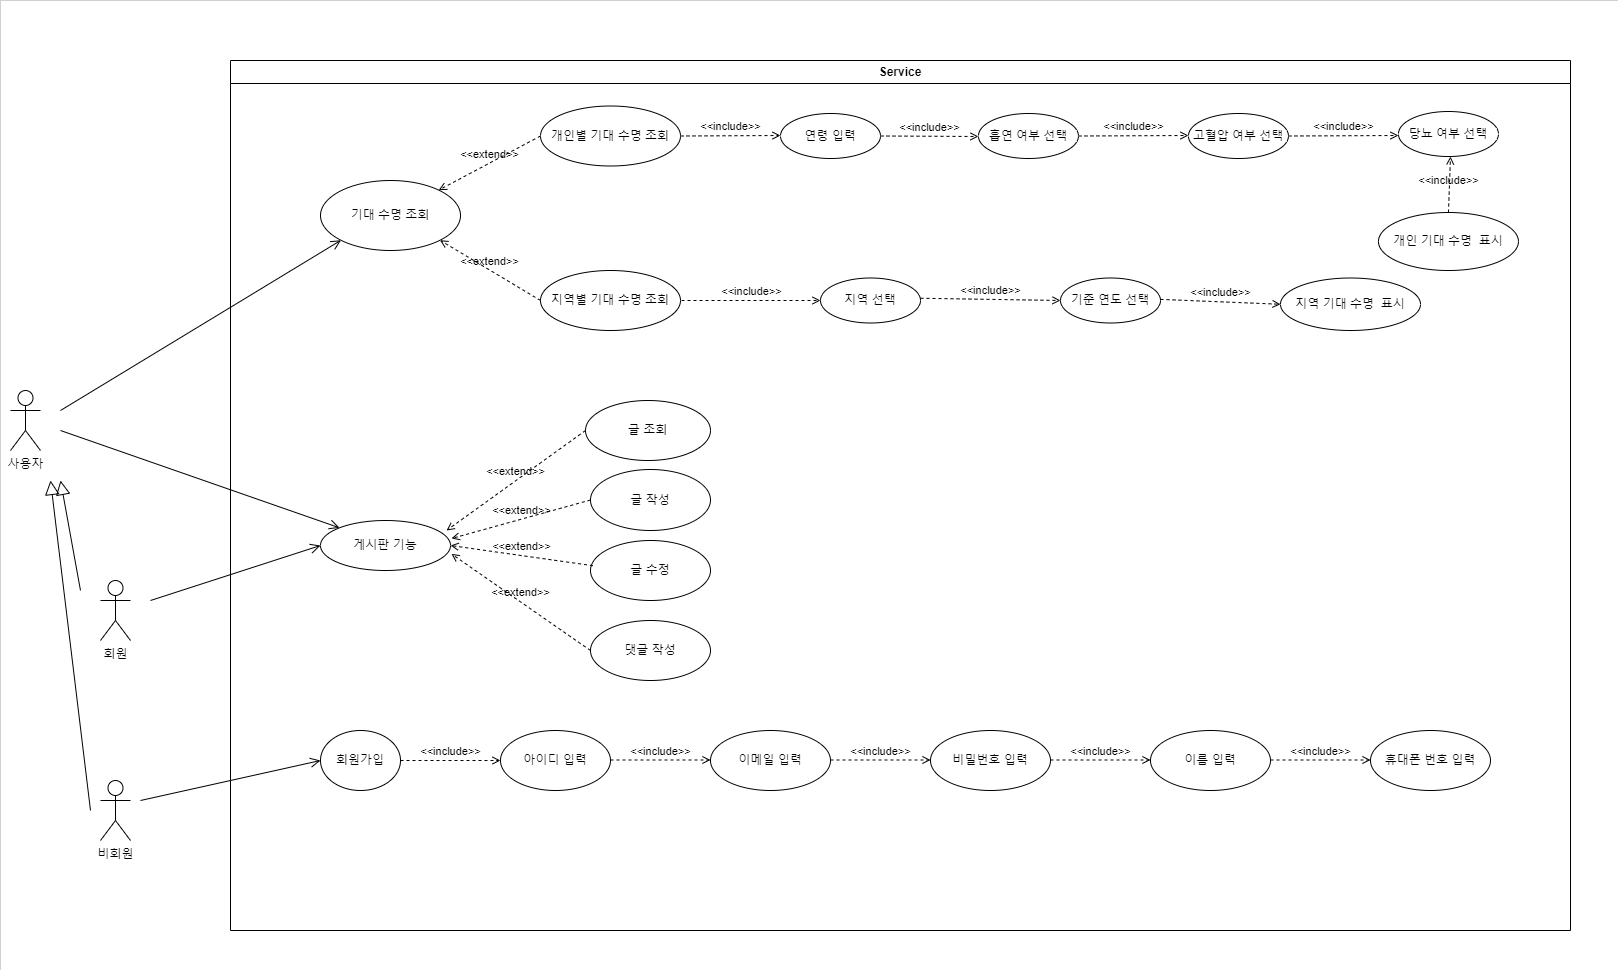 Service
개인별 기대 수명 조회
<<include>>
연령 입력
<<include>>
흡연 여부 선택
<<include>>
고혈압 여부 선택
<<include>>
당뇨 여부 선택
<<extend>>
<<include>>
기대 수명 조회
개인 기대 수명  표시
<<extend>>
지역별 기대 수명 조회
<<include>>
지역 선택
<<include>>
기준 연도 선택
<<include>>
지역 기대 수명  표시
사용자
글 조회
<<extend>>
글 작성
<<extend>>
게시판 기능
<<extend>>
글 수정
<<extend>>
댓글 작성
회원
회원가입
<<include>>
아이디 입력
<<include>>
이메일 입력
<<include>>
비밀번호 입력
<<include>>
이름 입력
<<include>>
휴대폰 번호 입력
비회원